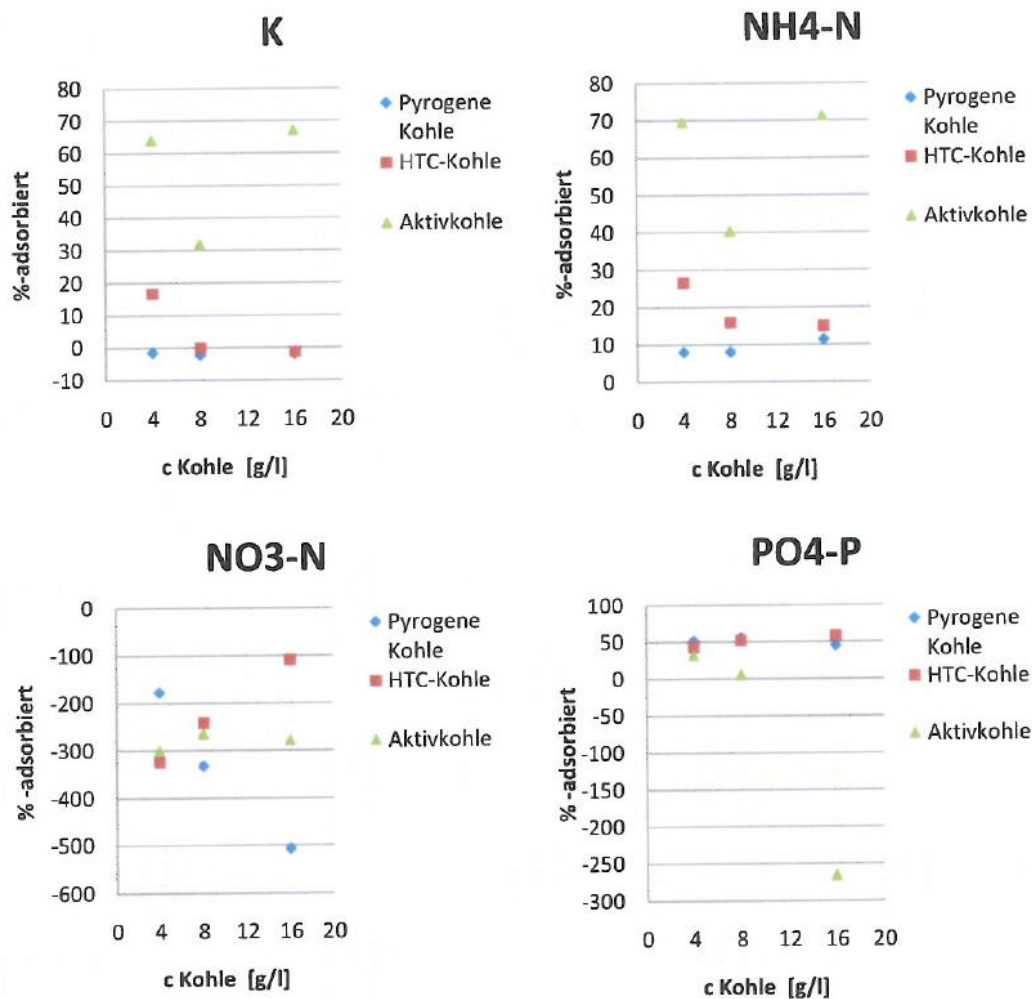 K
80
70
60
50
40
30
20
10
0
-10
%-adsorbiert
0 4 8 12 16 20
c Kohle [g/l]
Pyrogene
Kohle
HTC-Kohle
Aktivkohle
NH4-N
80
70
60
50
40
30
20
10
0
%-adsorbiert
0 4 8 12 16 20
c Kohle [g/l]
Pyrogene
Kohle
HTC-Kohle
Aktivkohle
NO3-N
0
-100
-200
-300
-400
-500
-600
% -adsorbiert
0 4 8 12 16 20
c Kohle [g/l]
Pyrogene
Kohle
HTC-Kohle
Aktivkohle
PO4-P
100
50
0
-50
-100
-150
-200
-250
-300
% -adsorbiert
0 4 8 12 16 20
c Kohle [g/l]
Pyrogene
Kohle
HTC-Kohle
Aktivkohle